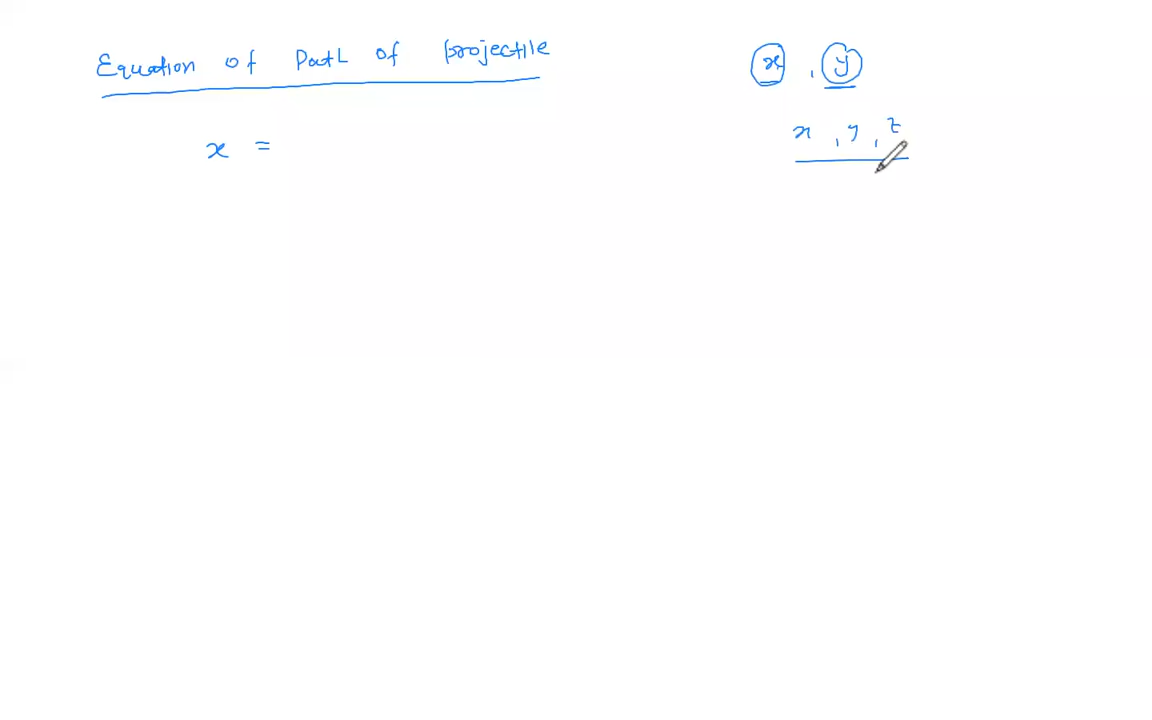 Equation of Path of projectile
x , y
x =
x , y , z